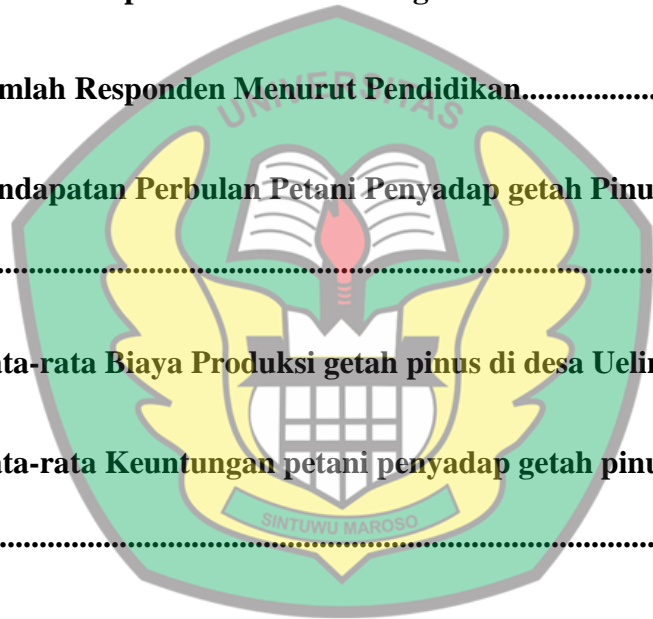 mlah Responden Menurut Pendidikan..................
UNIVERSITAS
ndapatan Perbulan Petani Penyadap getah Pinu
........................................................................
ata-rata Biaya Produksi getah pinus di desa Uelin
ata-rata Keuntungan petani penyadap getah pinu
SINTUWU MAROSO
........................................................................